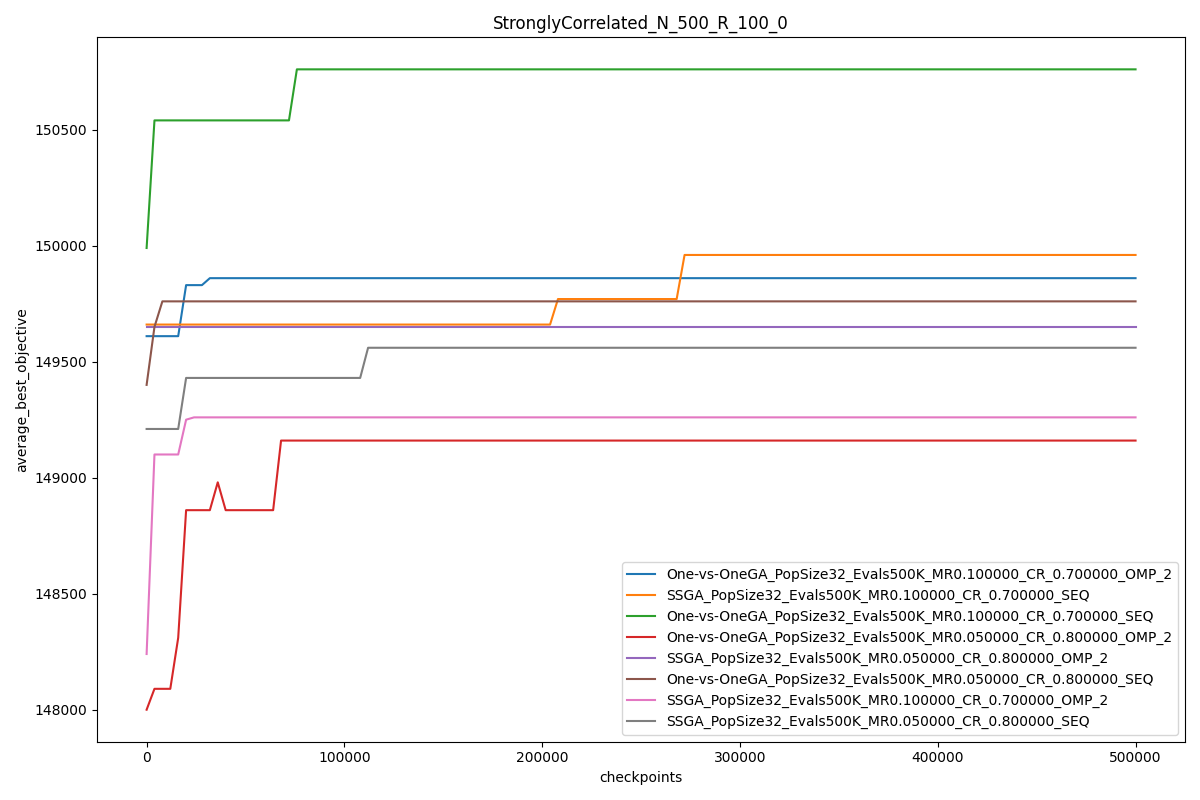 StronglyCorrelated_N_500_R_100_0
average_best_objective
150500
150000
149500
149000
148500
148000
One-vs-OneGA_PopSize32_Evals500K_MR0.100000_CR_0.700000_OMP_2
SSGA_PopSize32_Evals500K_MR0.100000_CR_0.700000_SEQ
One-vs-OneGA_PopSize32_Evals500K_MR0.100000_CR_0.700000_SEQ
One-vs-OneGA_PopSize32_Evals500K_MR0.050000_CR_0.800000_OMP_2
SSGA_PopSize32_Evals500K_MR0.050000_CR_0.800000_OMP_2
One-vs-OneGA_PopSize32_Evals500K_MR0.050000_CR_0.800000_SEQ
SSGA_PopSize32_Evals500K_MR0.100000_CR_0.700000_OMP_2
SSGA_PopSize32_Evals500K_MR0.050000_CR_0.800000_SEQ
0 100000 200000 300000 400000 500000
checkpoints